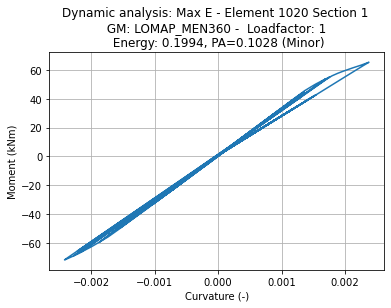 Dynamic analysis: Max E - Element 1020 Section 1
GM: LOMAP_MEN360 - Loadfactor: 1
Energy: 0.1994, PA=0.1028 (Minor)
Moment (kNm)
60
40
20
0
−20
−40
−60
−0.002 −0.001 0.000 0.001 0.002
Curvature (-)